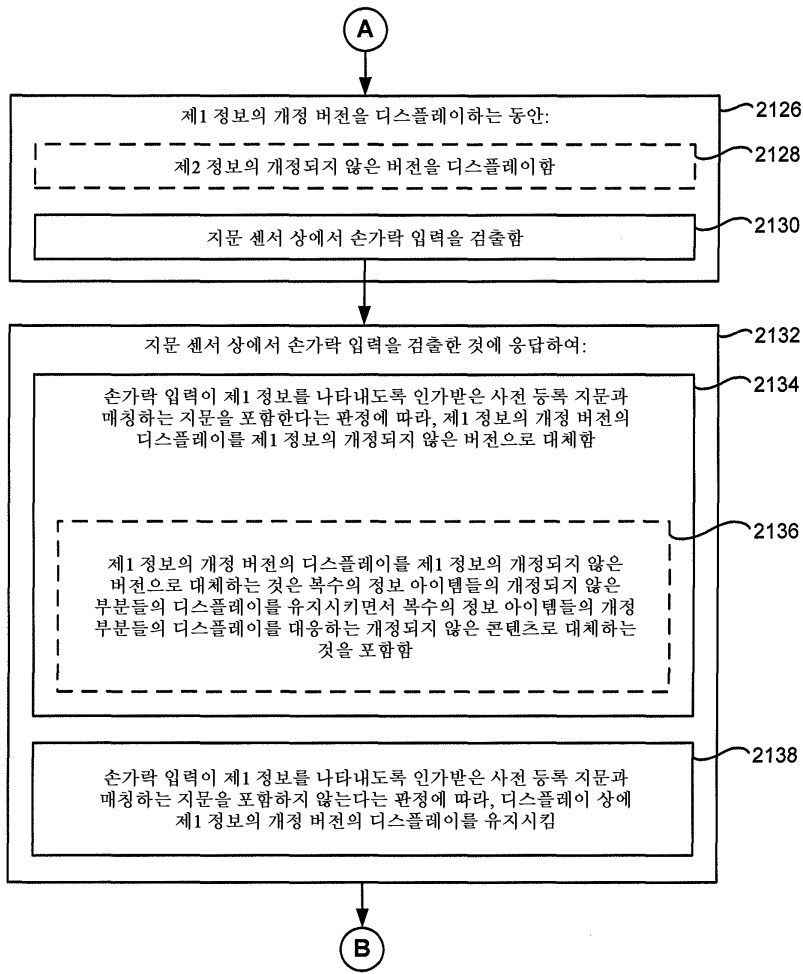 A
제1 정보의 개정 버전을 디스플레이하는 동안:
2126
제2 정보의 개정되지 않은 버전을 디스플레이함
2128
지문 센서 상에서 손가락 입력을 검출함
2130
지문 센서 상에서 손가락 입력을 검출한 것에 응답하여:
2132
손가락 입력이 제1 정보를 나타내도록 인가받은 사전 등록 지문과
매칭하는 지문을 포함한다는 판정에 따라, 제1 정보의 개정 버전의
디스플레이를 제1 정보의 개정되지 않은 버전으로 대체함
2134
제1 정보의 개정 버전의 디스플레이를 제1 정보의 개정되지 않은
버전으로 대체하는 것은 복수의 정보 아이템들의 개정되지 않은
부분들의 디스플레이를 유지시키면서 복수의 정보 아이템들의 개정
부분들의 디스플레이를 대응하는 개정되지 않은 콘텐츠로 대체하는
것을 포함함
2136
손가락 입력이 제1 정보를 나타내도록 인가받은 사전 등록 지문과
매칭하는 지문을 포함하지 않는다는 판정에 따라, 디스플레이 상에
제1 정보의 개정 버전의 디스플레이를 유지시킴
2138
B